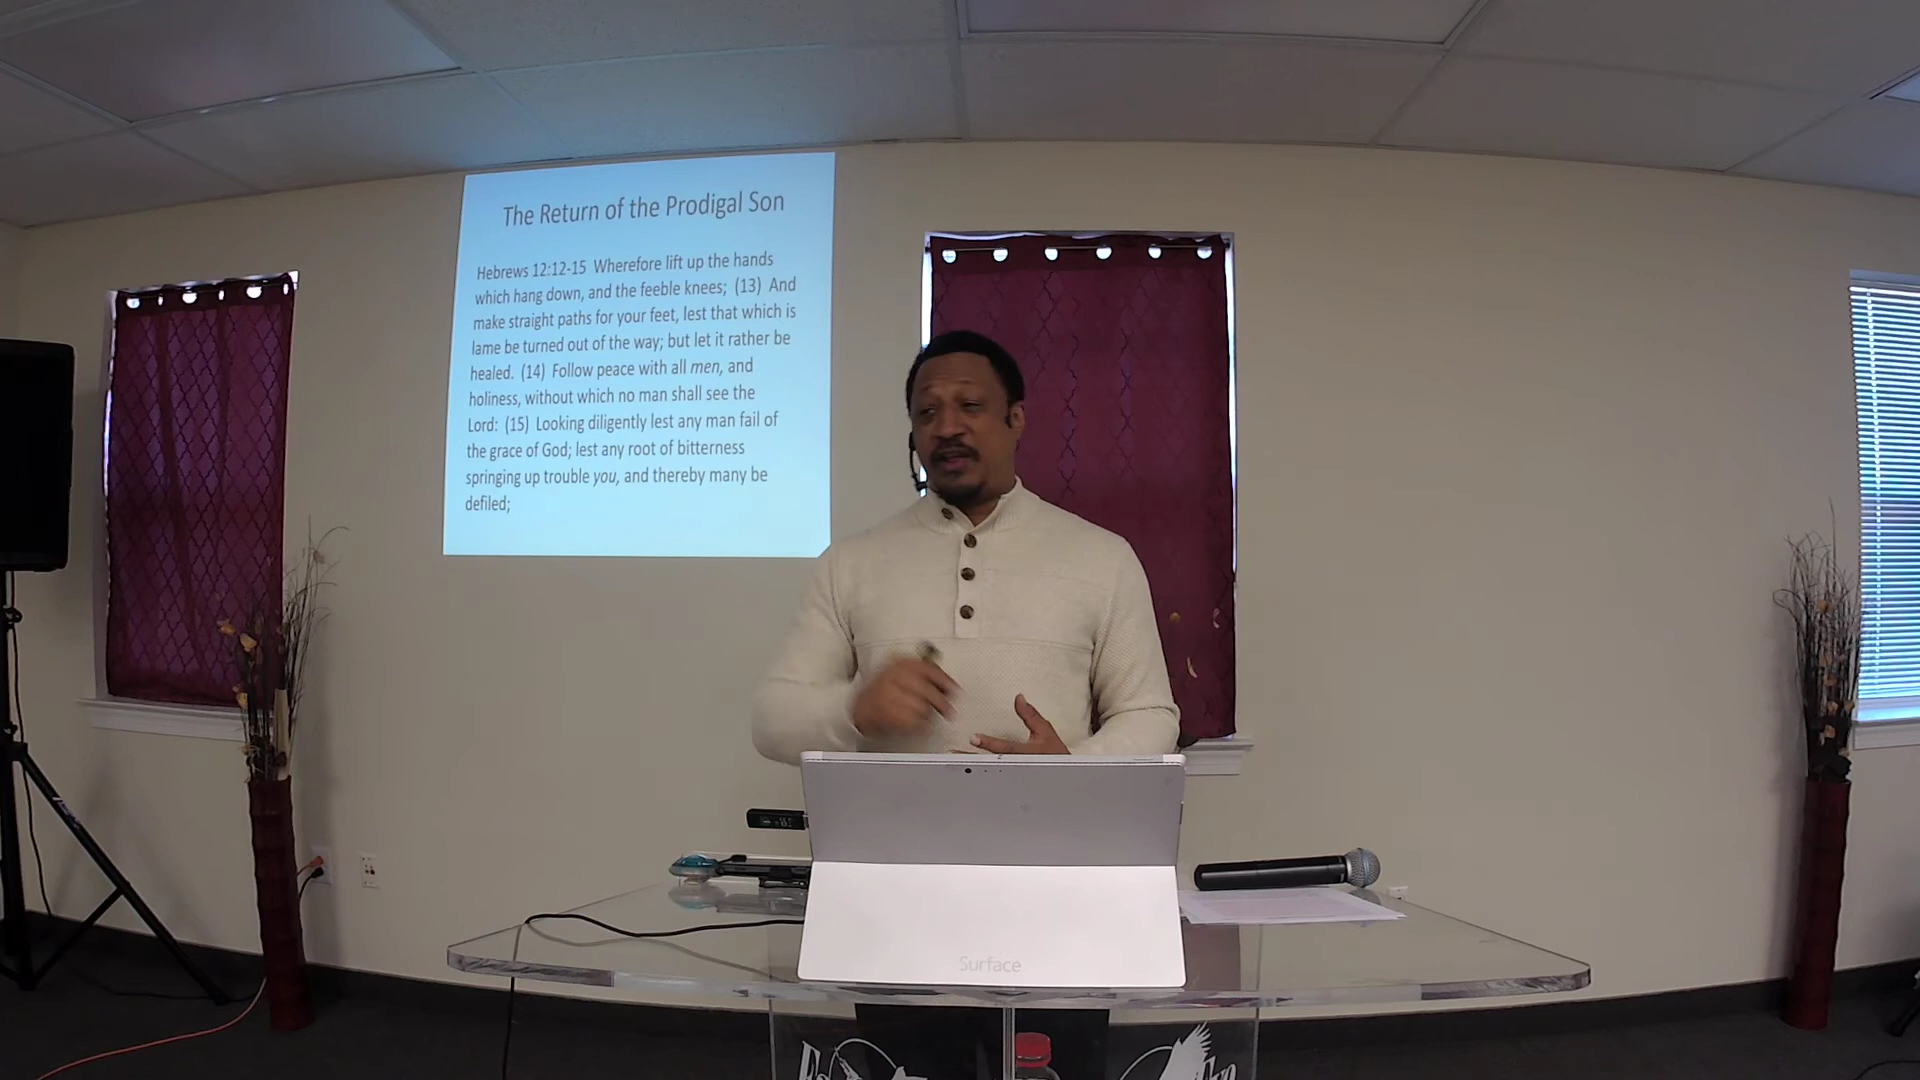 The Return of the Prodigal Son
Hebrews 12:12-15 Wherefore lift up the hands
which hang down, and the feeble knees; (13) And
make straight paths for your feet, lest that which is
lame be turned out of the way; but let it rather be
healed. (14) Follow peace with all men, and
holiness, without which no man shall see the
Lord: (15) Looking diligently lest any man fail of
the grace of God; lest any root of bitterness
springing up trouble you, and thereby many be
defiled;
Surface